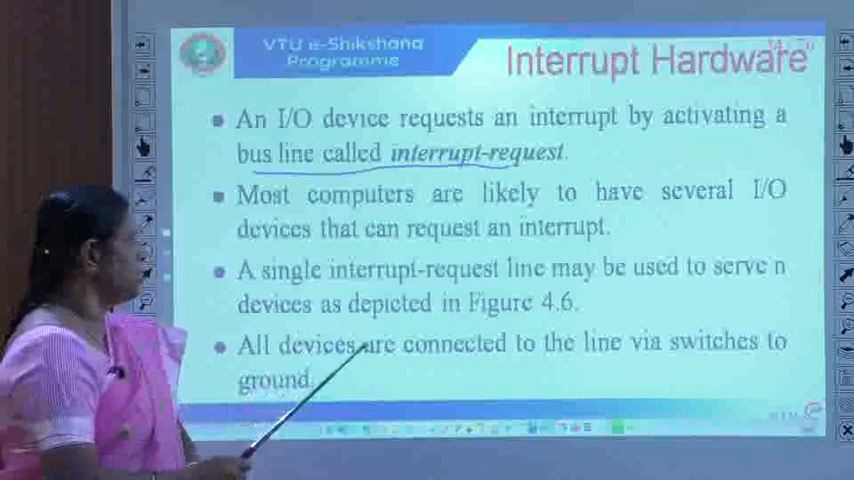 VTU e-Shikshana
Programme
Interrupt Hardware
An I/O device requests an interrupt by activating a
bus line called interrupt-request.
Most computers are likely to have several I/O
devices that can request an interrupt.
A single interrupt-request line may be used to serve n
devices as depicted in Figure 4.6.
All devices are connected to the line via switches to
ground.